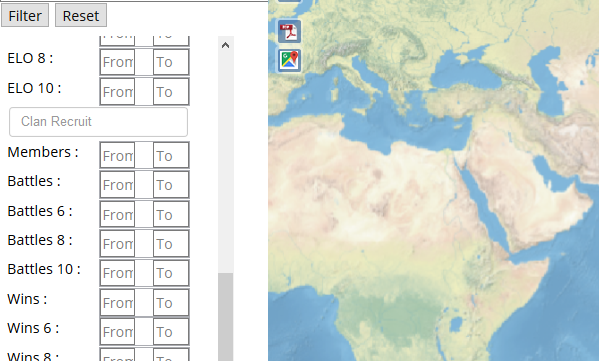 Filter Reset
From To
ELO 8 : From To
ELO 10 : From To
Clan Recruit
Members : From To
Battles : From To
Battles 6 : From To
Battles 8 : From To
Battles 10 : From To
Wins : From To
Wins 6 : From To
Wins 8 : From To